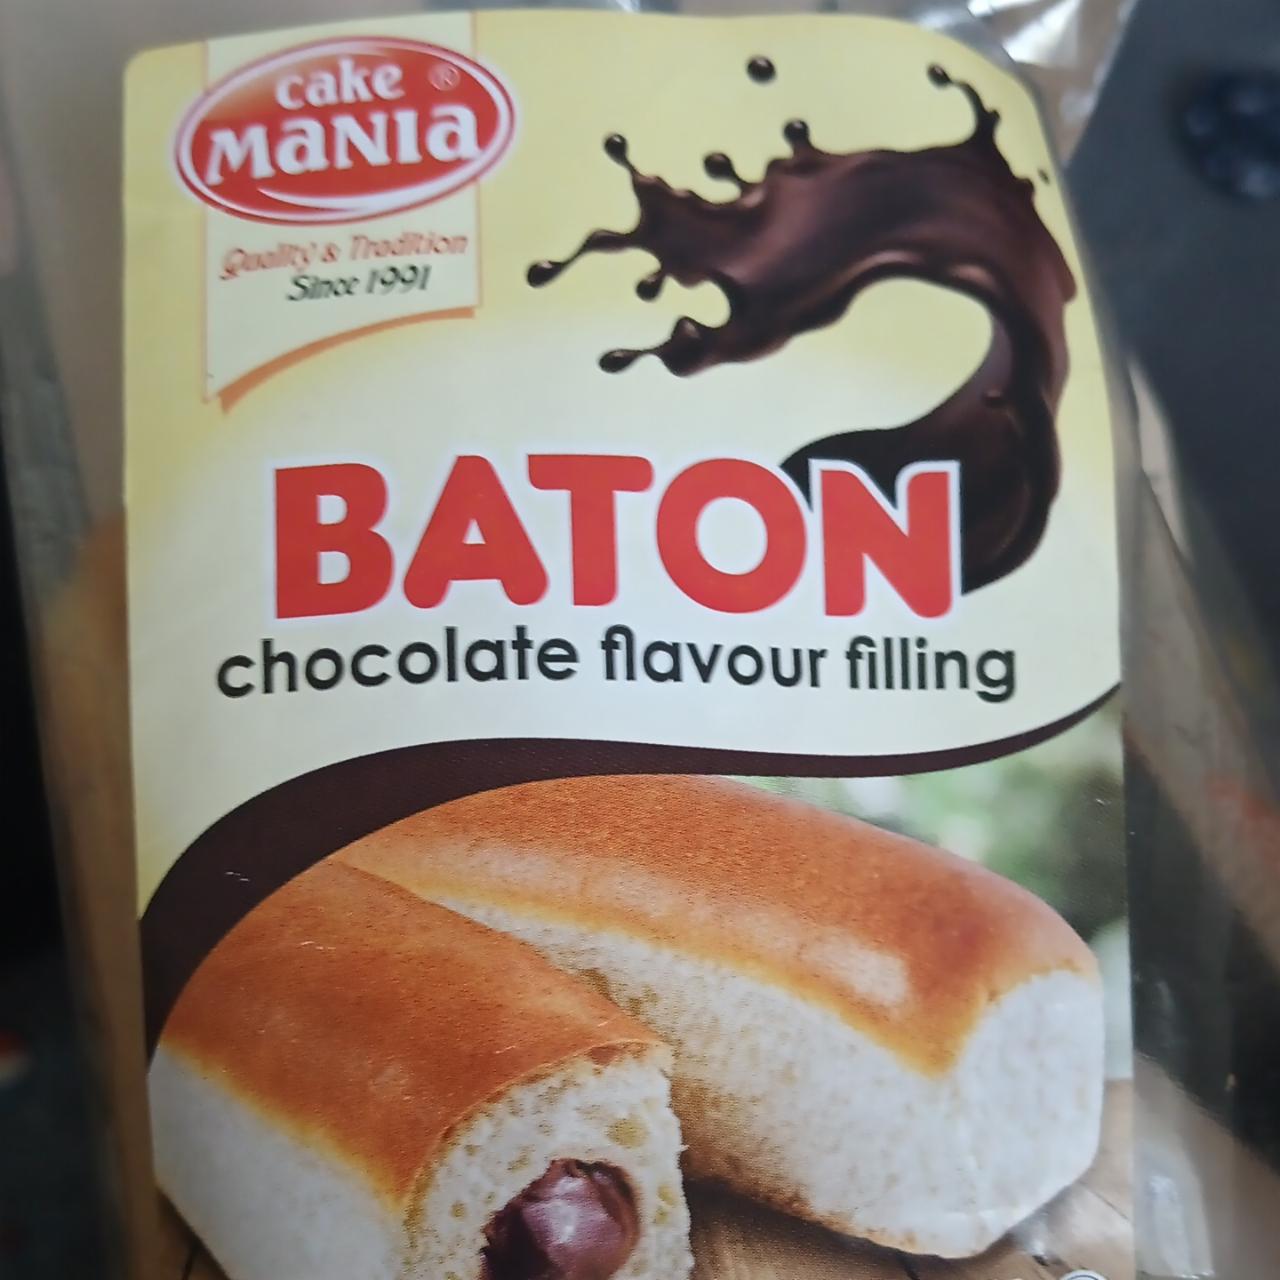 cake ®
MANIA
Quality & Tradition
Since 1991
BATON
chocolate flavour filling